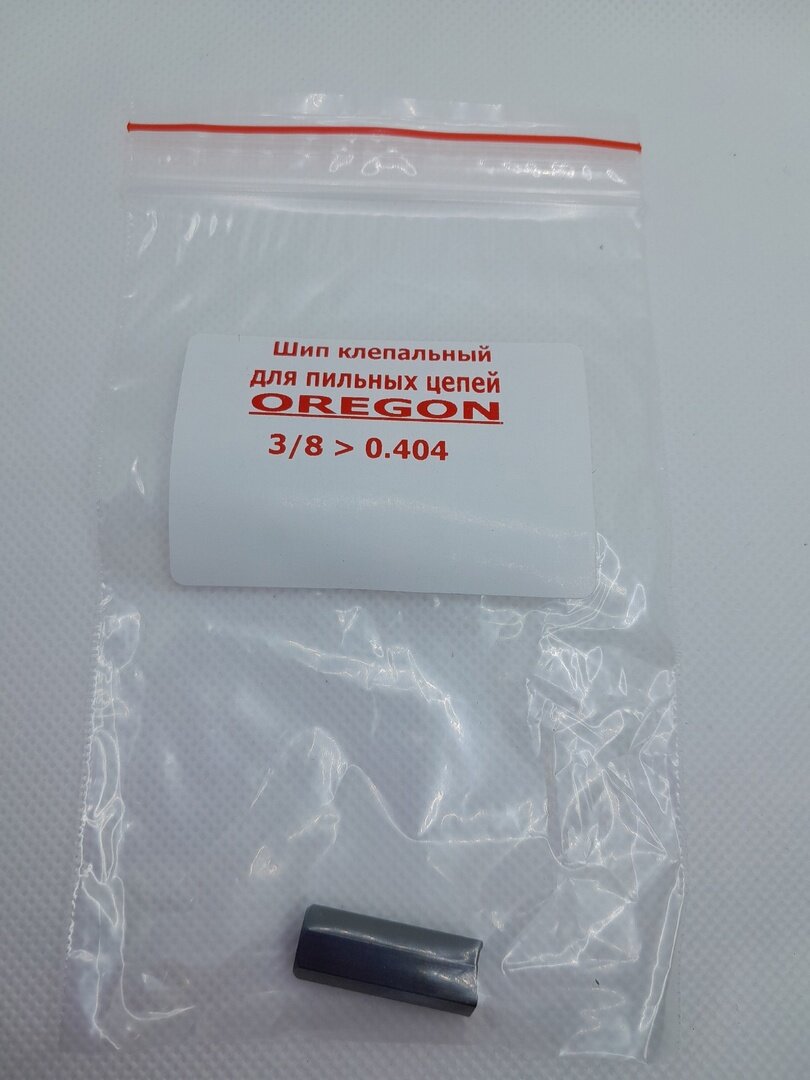 Шип клепальный
для пильных цепей
OREGON
3/8 > 0.404